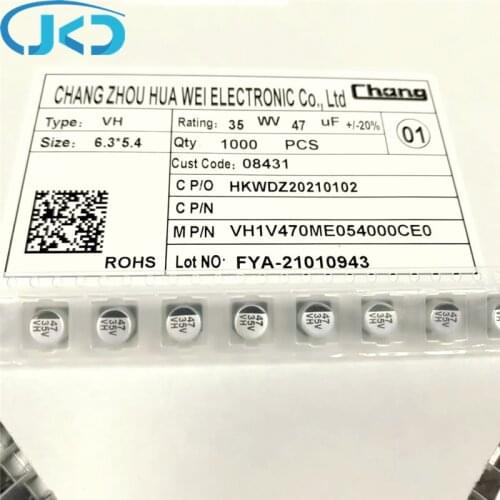 JKD
CHANG ZHOU HUA WEI ELECTRONIC Co., Ltd Chang
Type: VH Rating: 35 WV 47 uF +/-20%
Size: 6.3*5.4 Qty 1000 PCS 01
Cust Code: 08431
C P/O HKWDZ20210102
C P/N
M P/N VH1V470ME054000CE0
ROHS Lot NO: FYA-21010943
47 35V VH
47 35V VH
47 35V VH
47 35V VH
47 35V VH
47 35V VH
47 35V VH